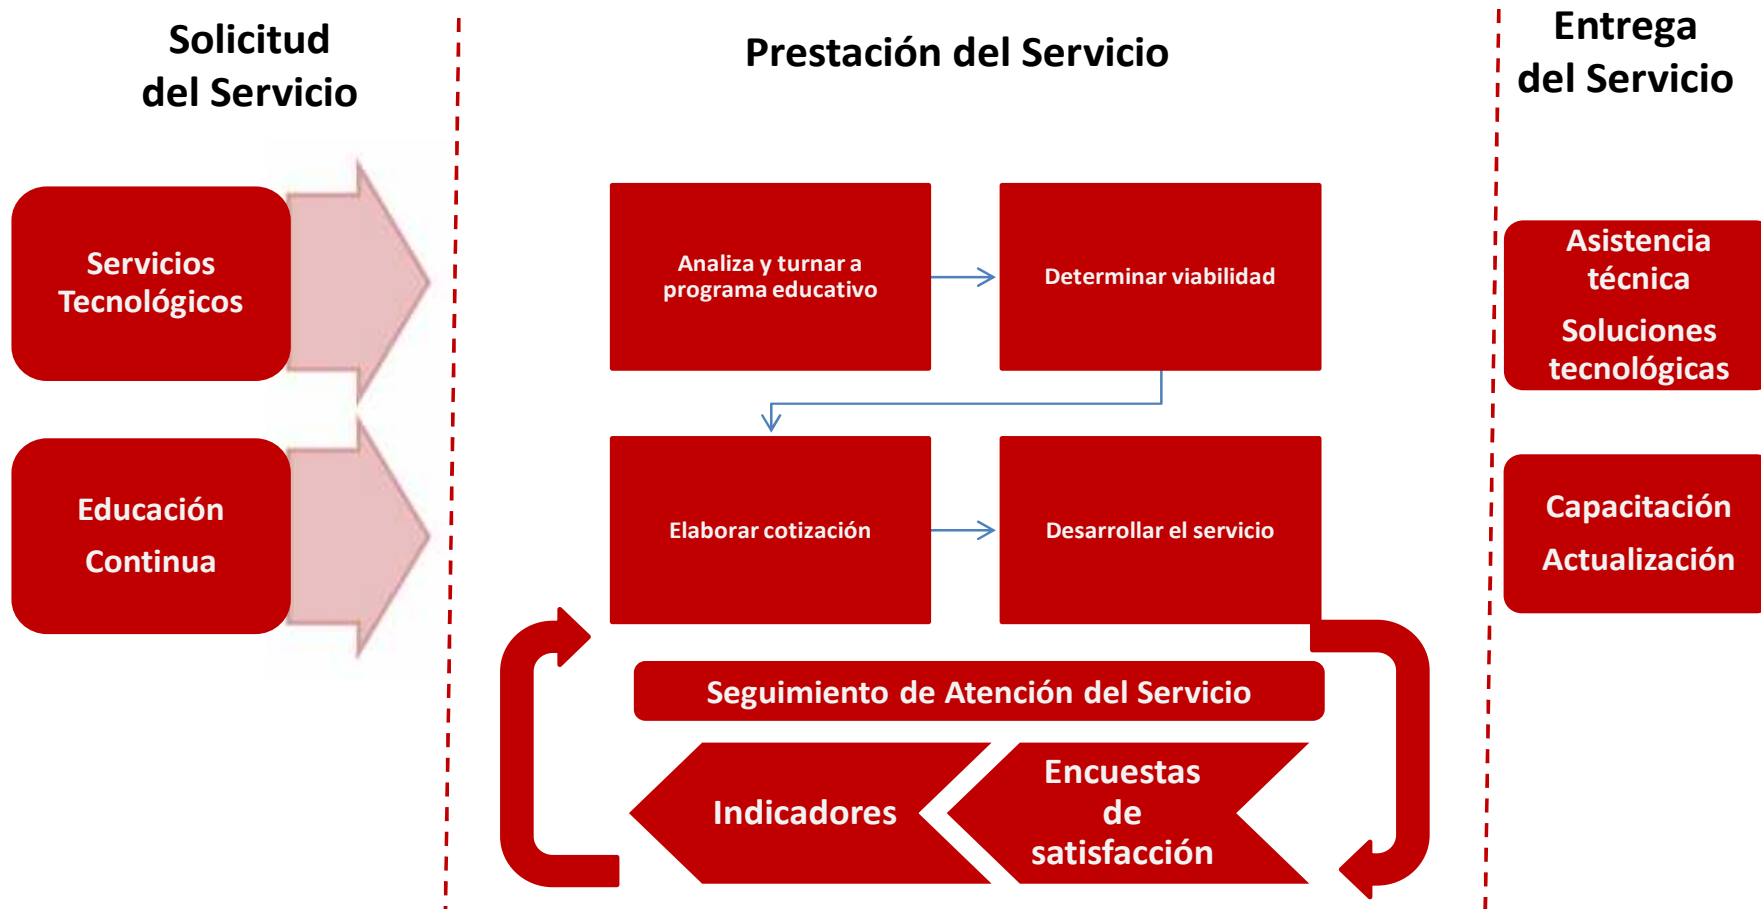 Solicitud
del Servicio
Prestación del Servicio
Entrega
del Servicio
Servicios
Tecnológicos
Educación
Continua
Analiza y turnar a
programa educativo
Determinar viabilidad
Elaborar cotización
Desarrollar el servicio
Seguimiento de Atención del Servicio
Indicadores
Encuestas
de
satisfacción
Asistencia
técnica
Soluciones
tecnológicas
Capacitación
Actualización